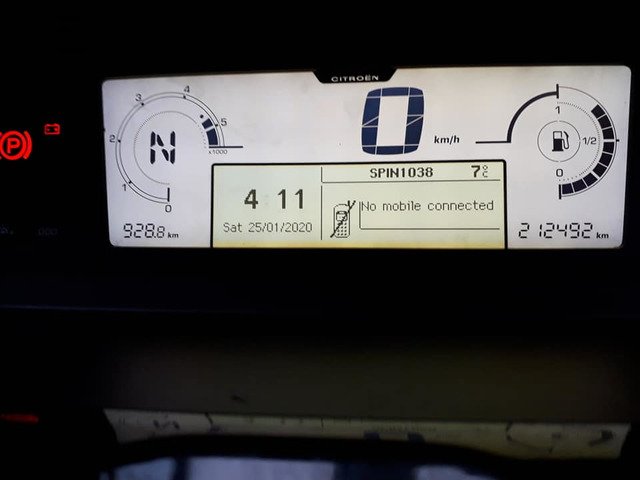 CITROËN
4
3
5
2
x1000
1
0
N
0
km/h
1
1/2
0
SPIN1038 7°C
4 11
No mobile connected
Sat 25/01/2020
928.8 km
212492 km
P